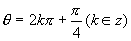 θ = 2kπ + π/4 (k ∈ z)